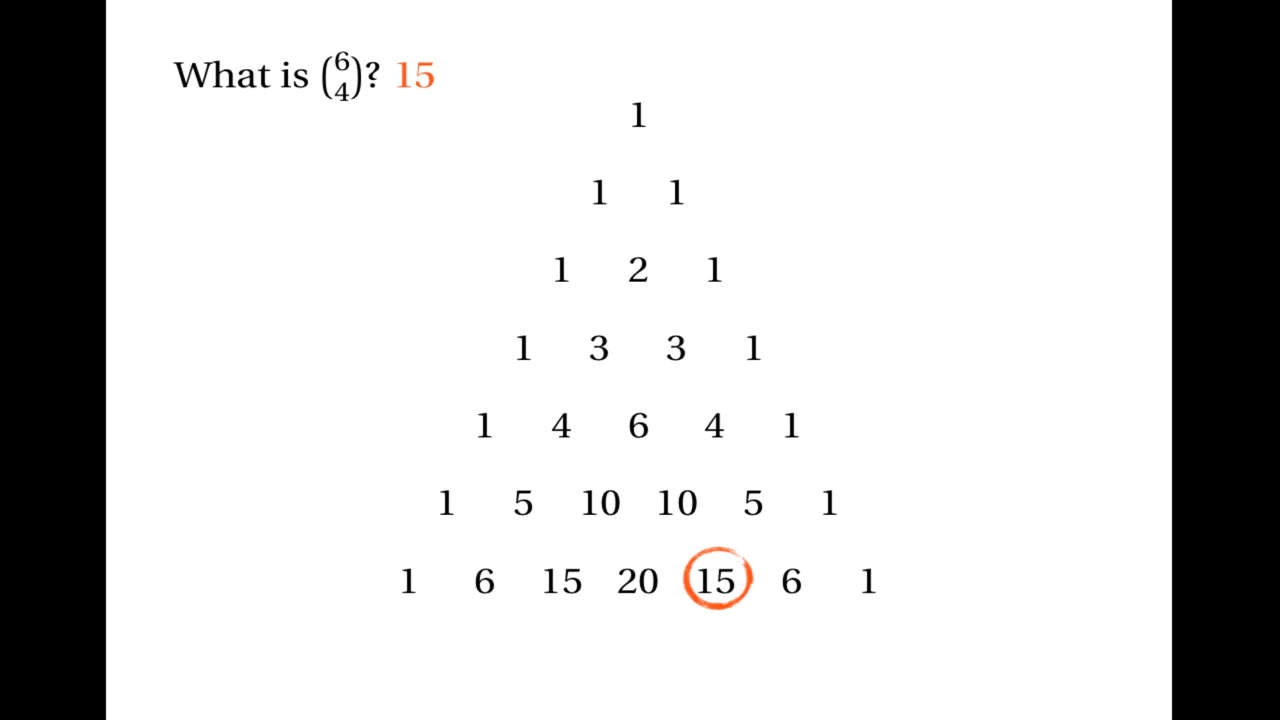 What is (6 4)? 15
1
1 1
1 2 1
1 3 3 1
1 4 6 4 1
1 5 10 10 5 1
1 6 15 20 15 6 1